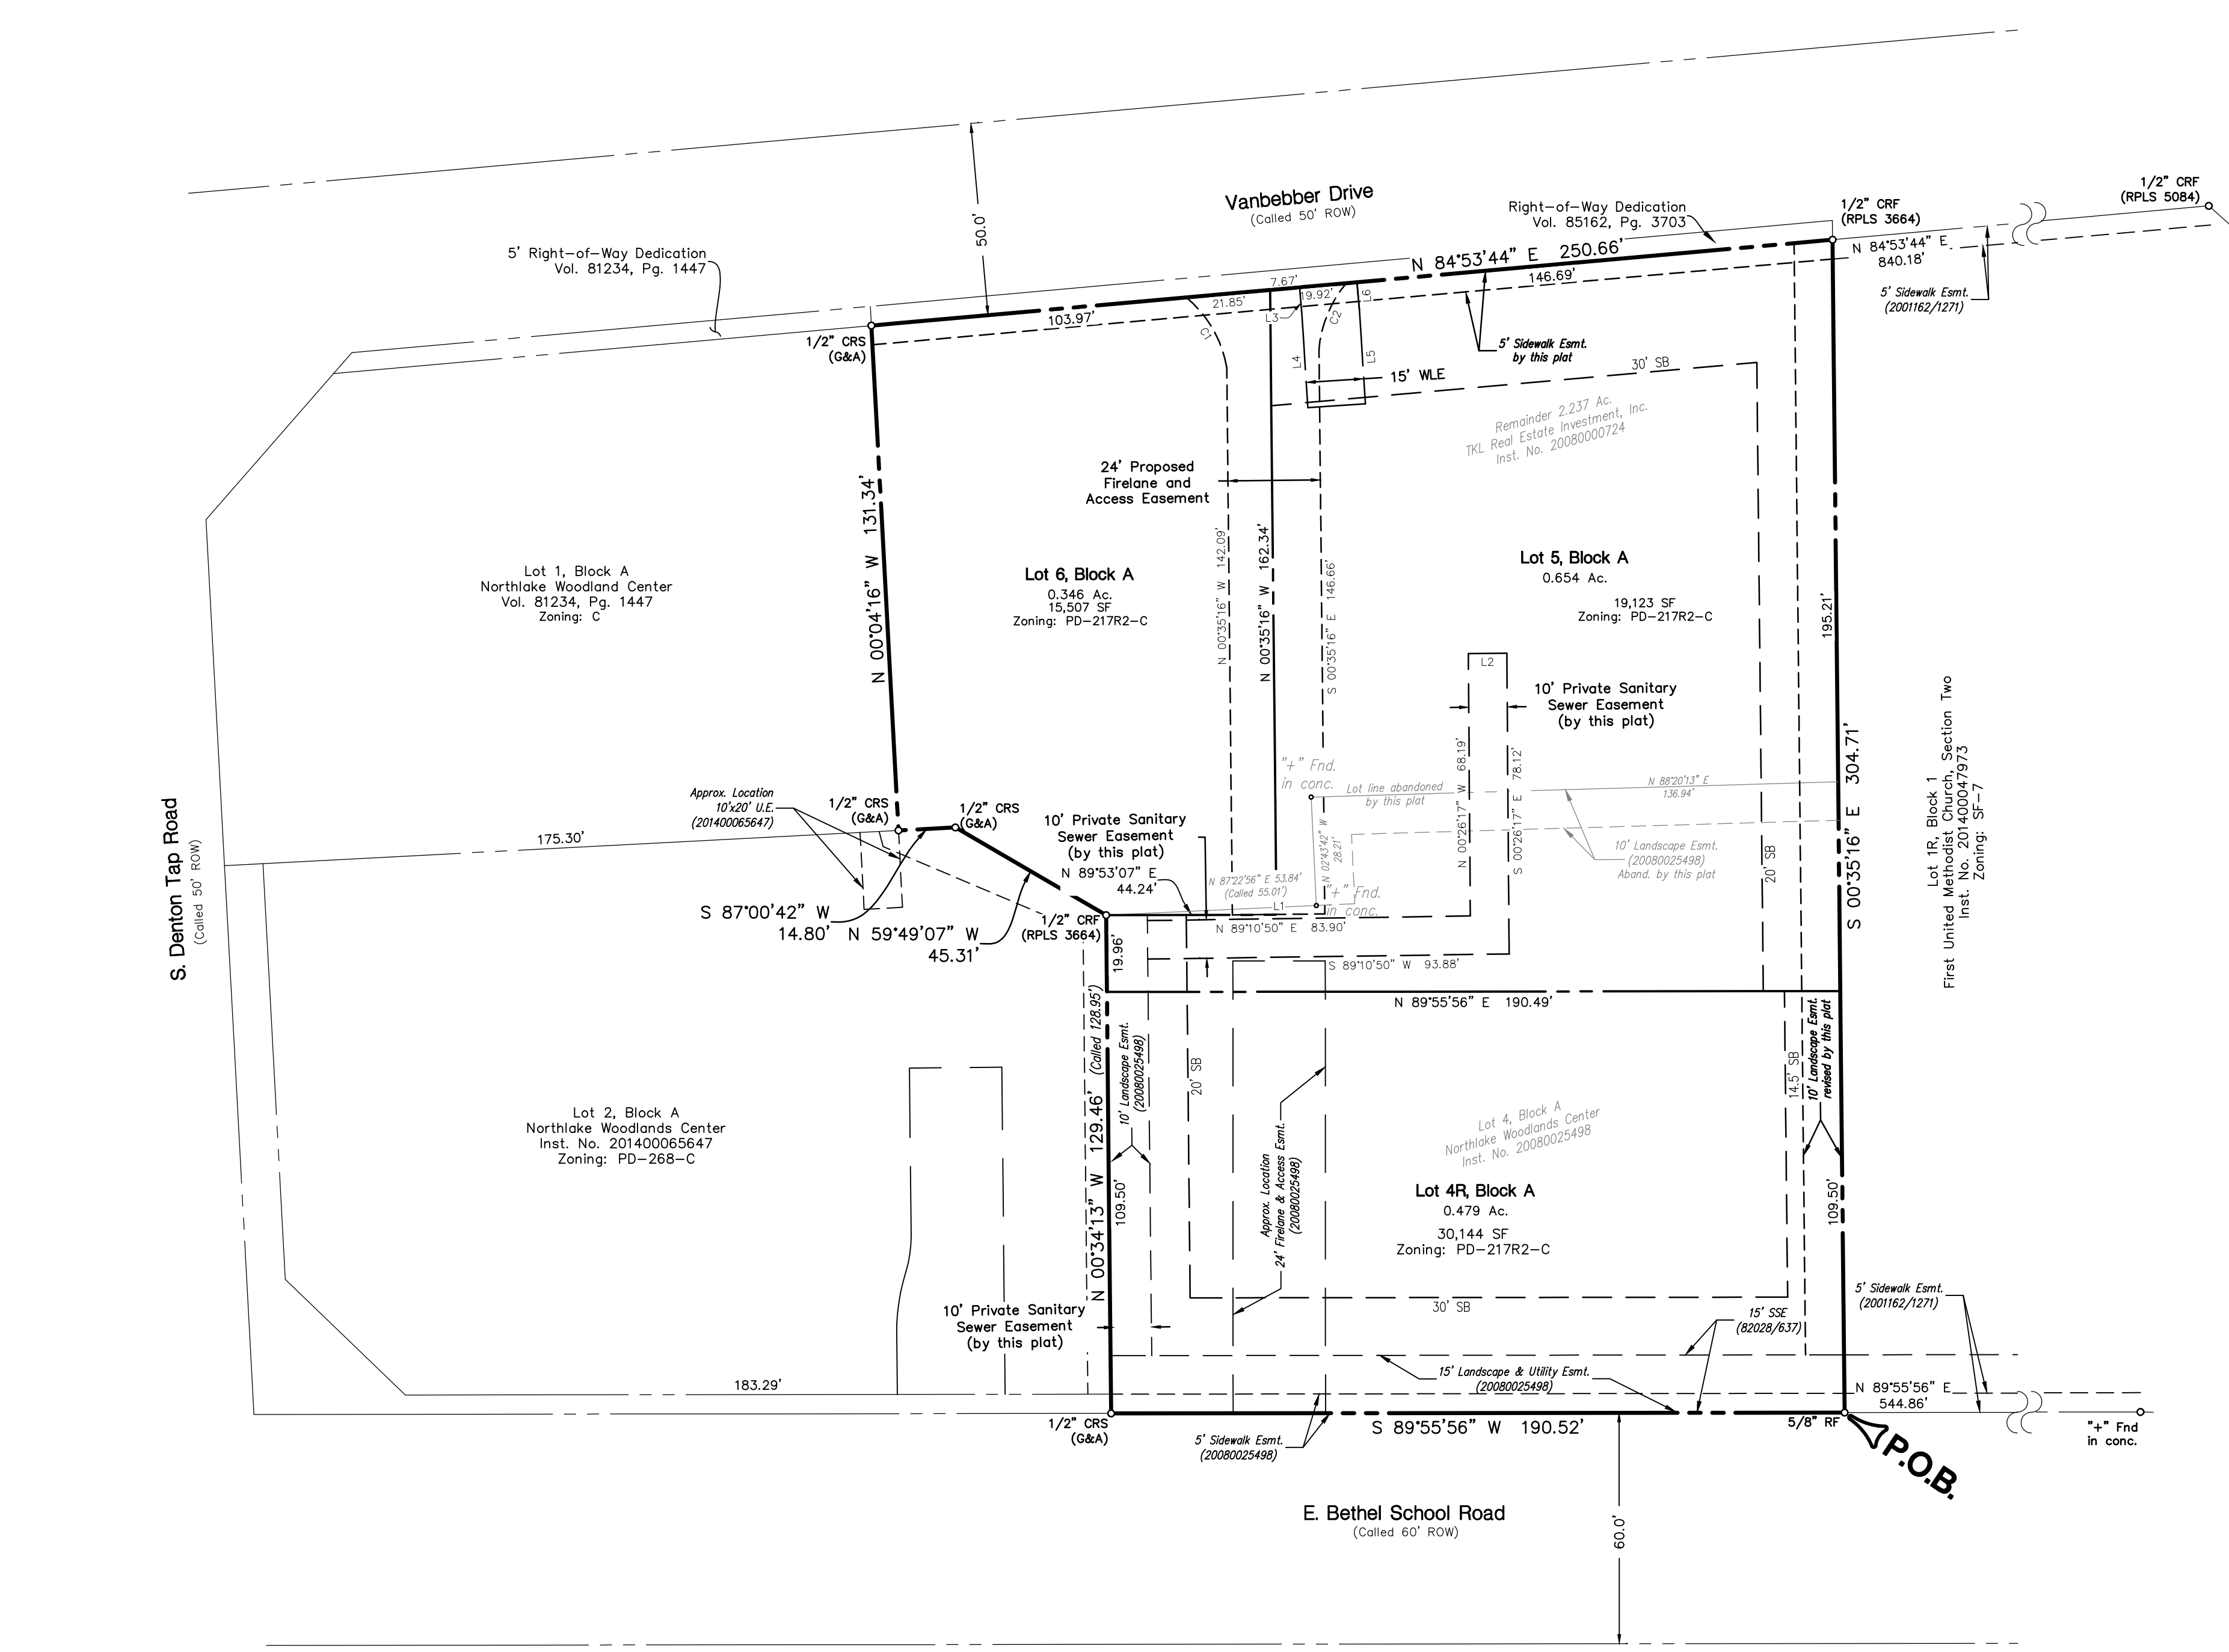 Vanbebber Drive
(Called 50' ROW)
50.0'
1/2" CRF
(RPLS 5084)
Right-of-Way Dedication
Vol. 85162, Pg. 3703
1/2" CRF
(RPLS 3664)
5' Right-of-Way Dedication
Vol. 81234, Pg. 1447
N 84°53'44" E 250.66'
146.69'
N 84°53'44" E
840.18'
5' Sidewalk Esmt.
(2001162/1271)
7.67'
21.85'
19.92'
L6
L3
103.97'
C1
C2
L4
L5
1/2" CRS
(G&A)
5' Sidewalk Esmt.
by this plat
15' WLE
30' SB
Remainder 2.237 Ac.
TKL Real Estate Investment, Inc.
Inst. No. 20080000724
24' Proposed
Firelane and
Access Easement
N 00°04'16" W 131.34'
N 00°35'16" W 142.09'
N 00°35'16" W 162.34'
S 00°35'16" E 146.66'
Lot 1, Block A
Northlake Woodland Center
Vol. 81234, Pg. 1447
Zoning: C
Lot 6, Block A
0.346 Ac.
15,507 SF
Zoning: PD-217R2-C
Lot 5, Block A
0.654 Ac.
19,123 SF
Zoning: PD-217R2-C
195.21'
L2
10' Private Sanitary
Sewer Easement
(by this plat)
N 00°26'17" W 68.19'
S 00°26'17" E 78.12'
S 00°35'16" E 304.71'
Lot 1R, Block 1
First United Methodist Church, Section Two
Inst. No. 201400047973
Zoning: SF-7
"+" Fnd.
in conc.
Lot line abandoned
by this plat
N 88°20'13" E
136.94'
N 02°43'42" W
28.21'
10' Landscape Esmt.
(20080025498)
Aband. by this plat
20' SB
S. Denton Tap Road
(Called 50' ROW)
Approx. Location
10'x20' U.E.
(201400065647)
1/2" CRS
(G&A)
1/2" CRS
(G&A)
175.30'
10' Private Sanitary
Sewer Easement
(by this plat)
N 89°53'07" E
44.24'
N 87°22'56" E 53.84'
(Called 55.01')
L1
"+" Fnd.
in conc.
S 87°00'42" W
14.80'
N 59°49'07" W
45.31'
1/2" CRF
(RPLS 3664)
N 89°10'50" E 83.90'
S 89°10'50" W 93.88'
19.96'
N 89°55'56" E 190.49'
N 00°34'13" W 129.46' (Called 128.95')
109.50'
10' Landscape Esmt.
(20080025498)
20' SB
Approx. Location
24' Firelane & Access Esmt.
(20080025498)
14.5' SB
10' Landscape Esmt.
revised by this plat
109.50'
Lot 2, Block A
Northlake Woodlands Center
Inst. No. 201400065647
Zoning: PD-268-C
Lot 4, Block A
Northlake Woodlands Center
Inst. No. 20080025498
Lot 4R, Block A
0.479 Ac.
30,144 SF
Zoning: PD-217R2-C
10' Private Sanitary
Sewer Easement
(by this plat)
30' SB
15' SSE
(82028/637)
5' Sidewalk Esmt.
(2001162/1271)
15' Landscape & Utility Esmt.
(20080025498)
183.29'
N 89°55'56" E
544.86'
1/2" CRS
(G&A)
5' Sidewalk Esmt.
(20080025498)
S 89°55'56" W 190.52'
5/8" RF
P.O.B.
"+" Fnd
in conc.
E. Bethel School Road
(Called 60' ROW)
60.0'